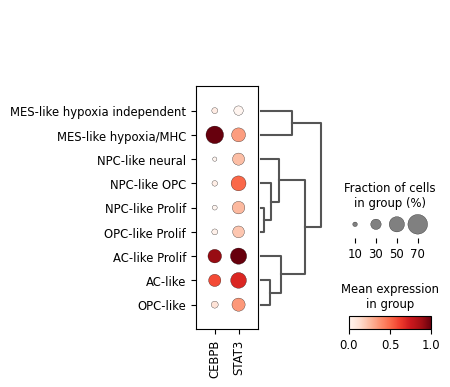 MES-like hypoxia independent
MES-like hypoxia/MHC
NPC-like neural
NPC-like OPC
NPC-like Prolif
OPC-like Prolif
AC-like Prolif
AC-like
OPC-like
CEBPB
STAT3
Fraction of cells
in group (%)
10 30 50 70
Mean expression
in group
0.0 0.5 1.0